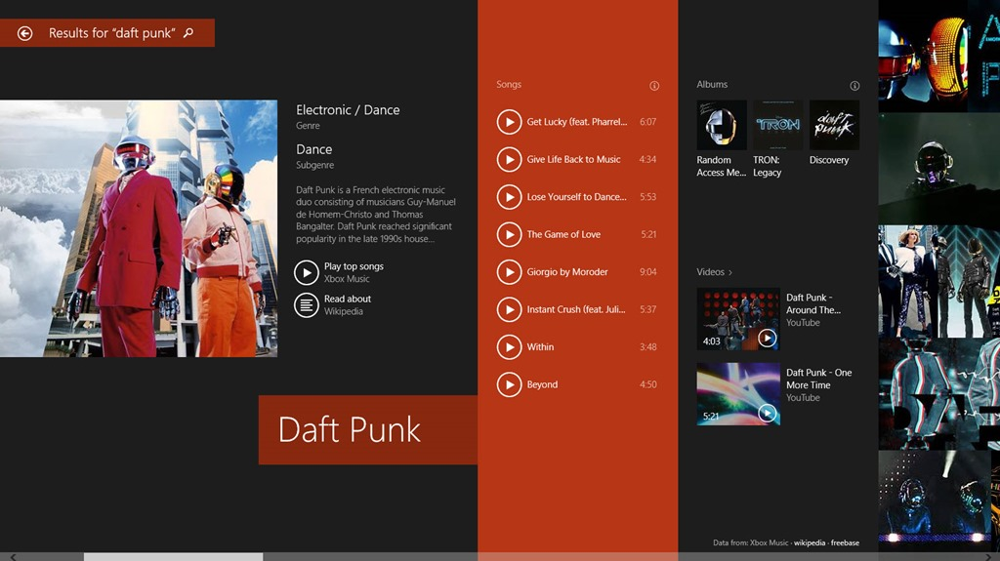 Results for “daft punk”
Electronic / Dance
Genre
Dance
Subgenre
Daft Punk is a French electronic music
duo consisting of musicians Guy-Manuel
de Homem-Christo and Thomas
Bangalter. Daft Punk reached significant
popularity in the late 1990s house...
Play top songs
Xbox Music
Read about
Wikipedia
Daft Punk
Songs
Get Lucky (feat. Pharrel... 6:07
Give Life Back to Music 4:34
Lose Yourself to Dance... 5:53
The Game of Love 5:21
Giorgio by Moroder 9:04
Instant Crush (feat. Juli... 5:37
Within 3:48
Beyond 4:50
Albums
TRON
daft punk
Random
Access Me...
TRON:
Legacy
Discovery
Videos
4:03
Daft Punk -
Around The...
YouTube
5:21
Daft Punk - One
More Time
YouTube
Data from: Xbox Music · wikipedia · freebase